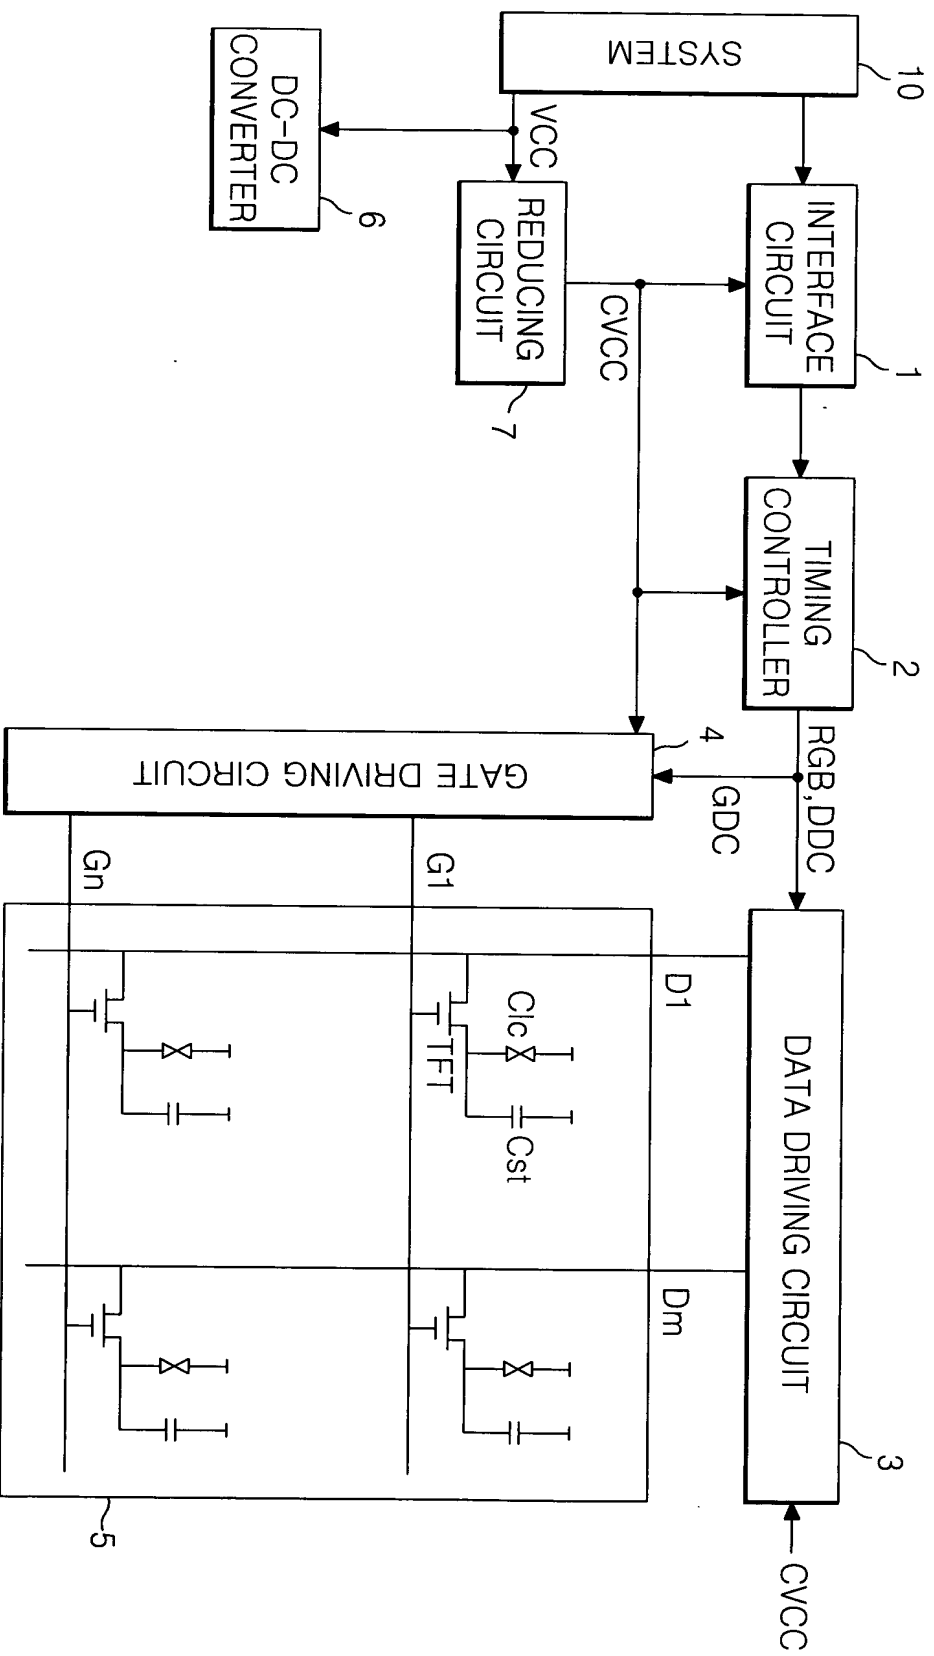 10
SYSTEM
INTERFACE
CIRCUIT
1
TIMING
CONTROLLER
2
RGB,DDC
DATA DRIVING CIRCUIT
3
CVCC
VCC
REDUCING
CIRCUIT
7
CVCC
DC-DC
CONVERTER
6
GDC
4
GATE DRIVING CIRCUIT
G1
Gn
D1
Dm
Clc
TFT
Cst
5